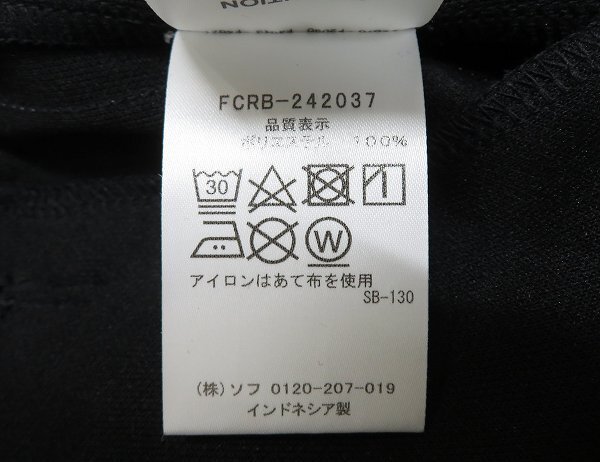 FCRB-242037
品質表示
ポリエステル 100%
30
W
アイロンはあて布を使用
SB-130
(株)ソフ 0120-207-019
インドネシア製